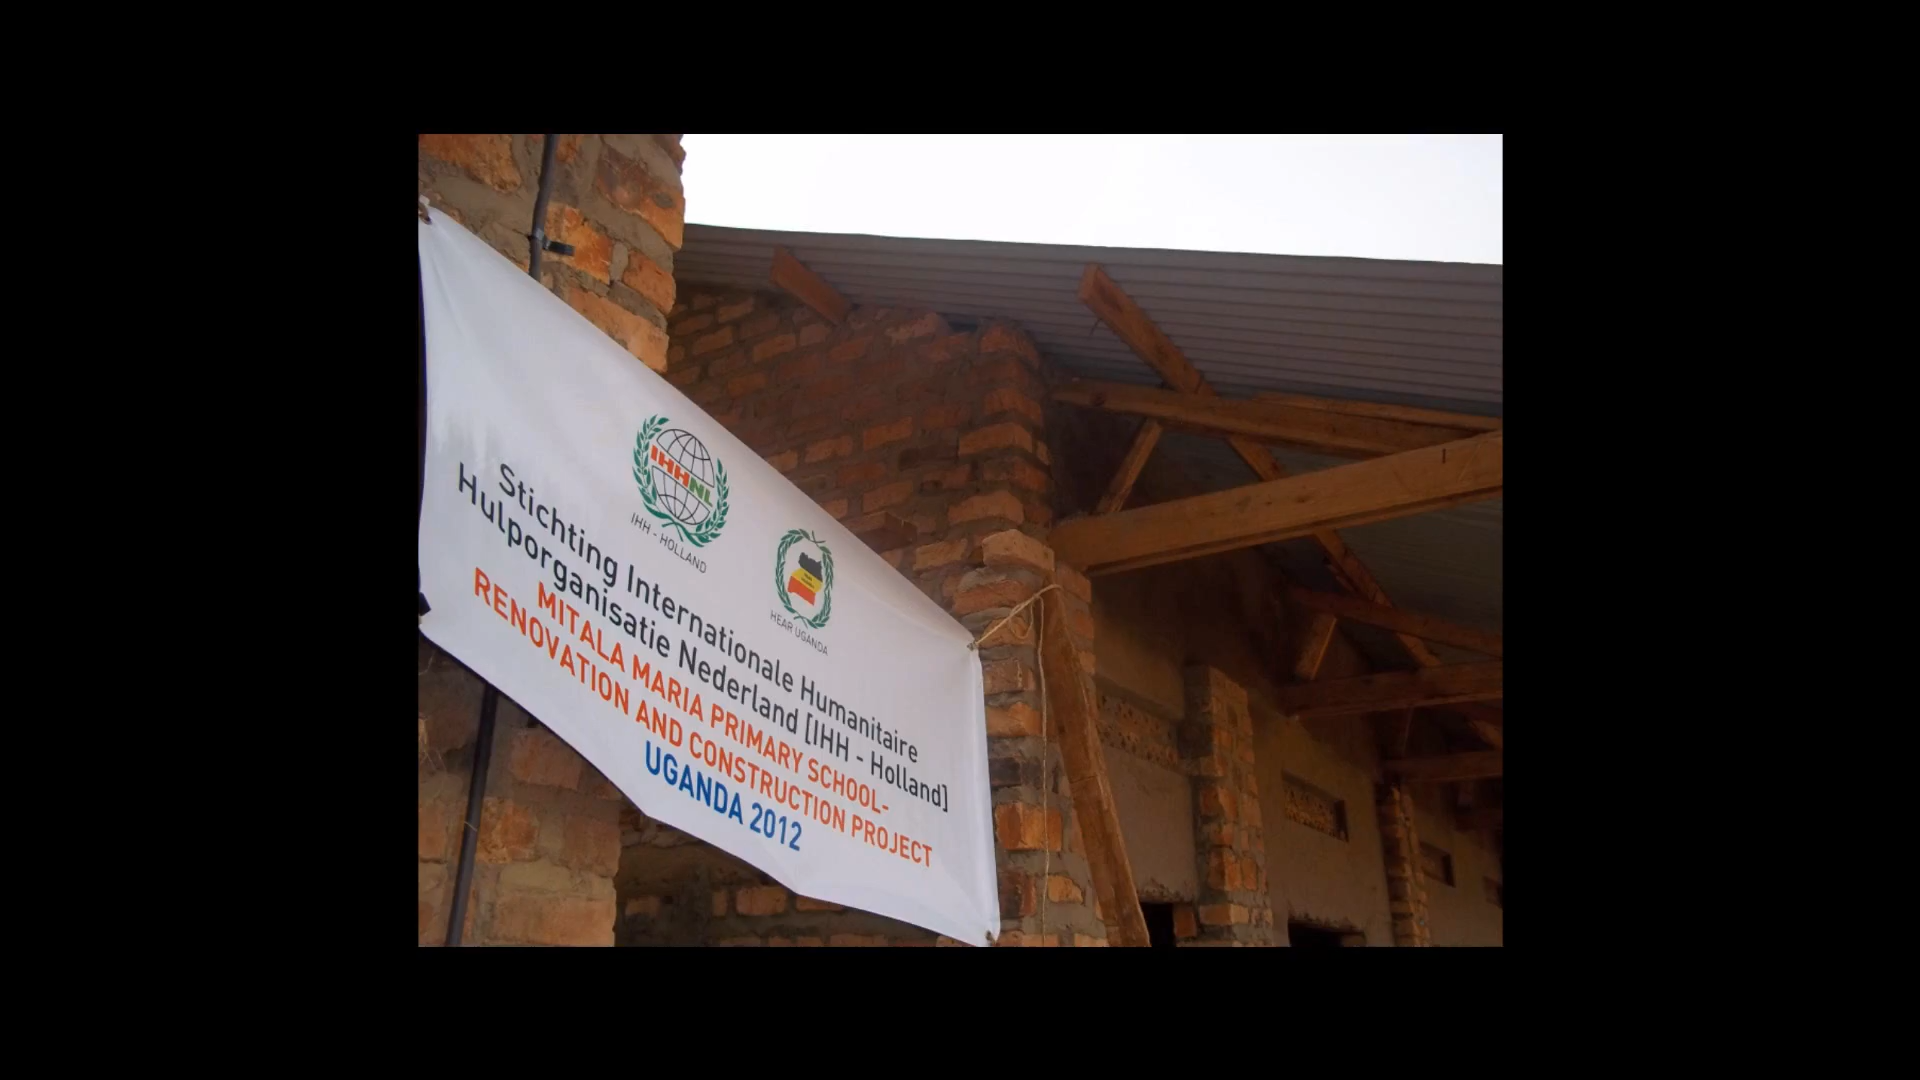 IHHNL
IHH - HOLLAND
HEAR UGANDA
Stichting Internationale Humanitaire
Hulporganisatie Nederland [IHH - Holland]
MITALA MARIA PRIMARY SCHOOL-
RENOVATION AND CONSTRUCTION PROJECT
UGANDA 2012